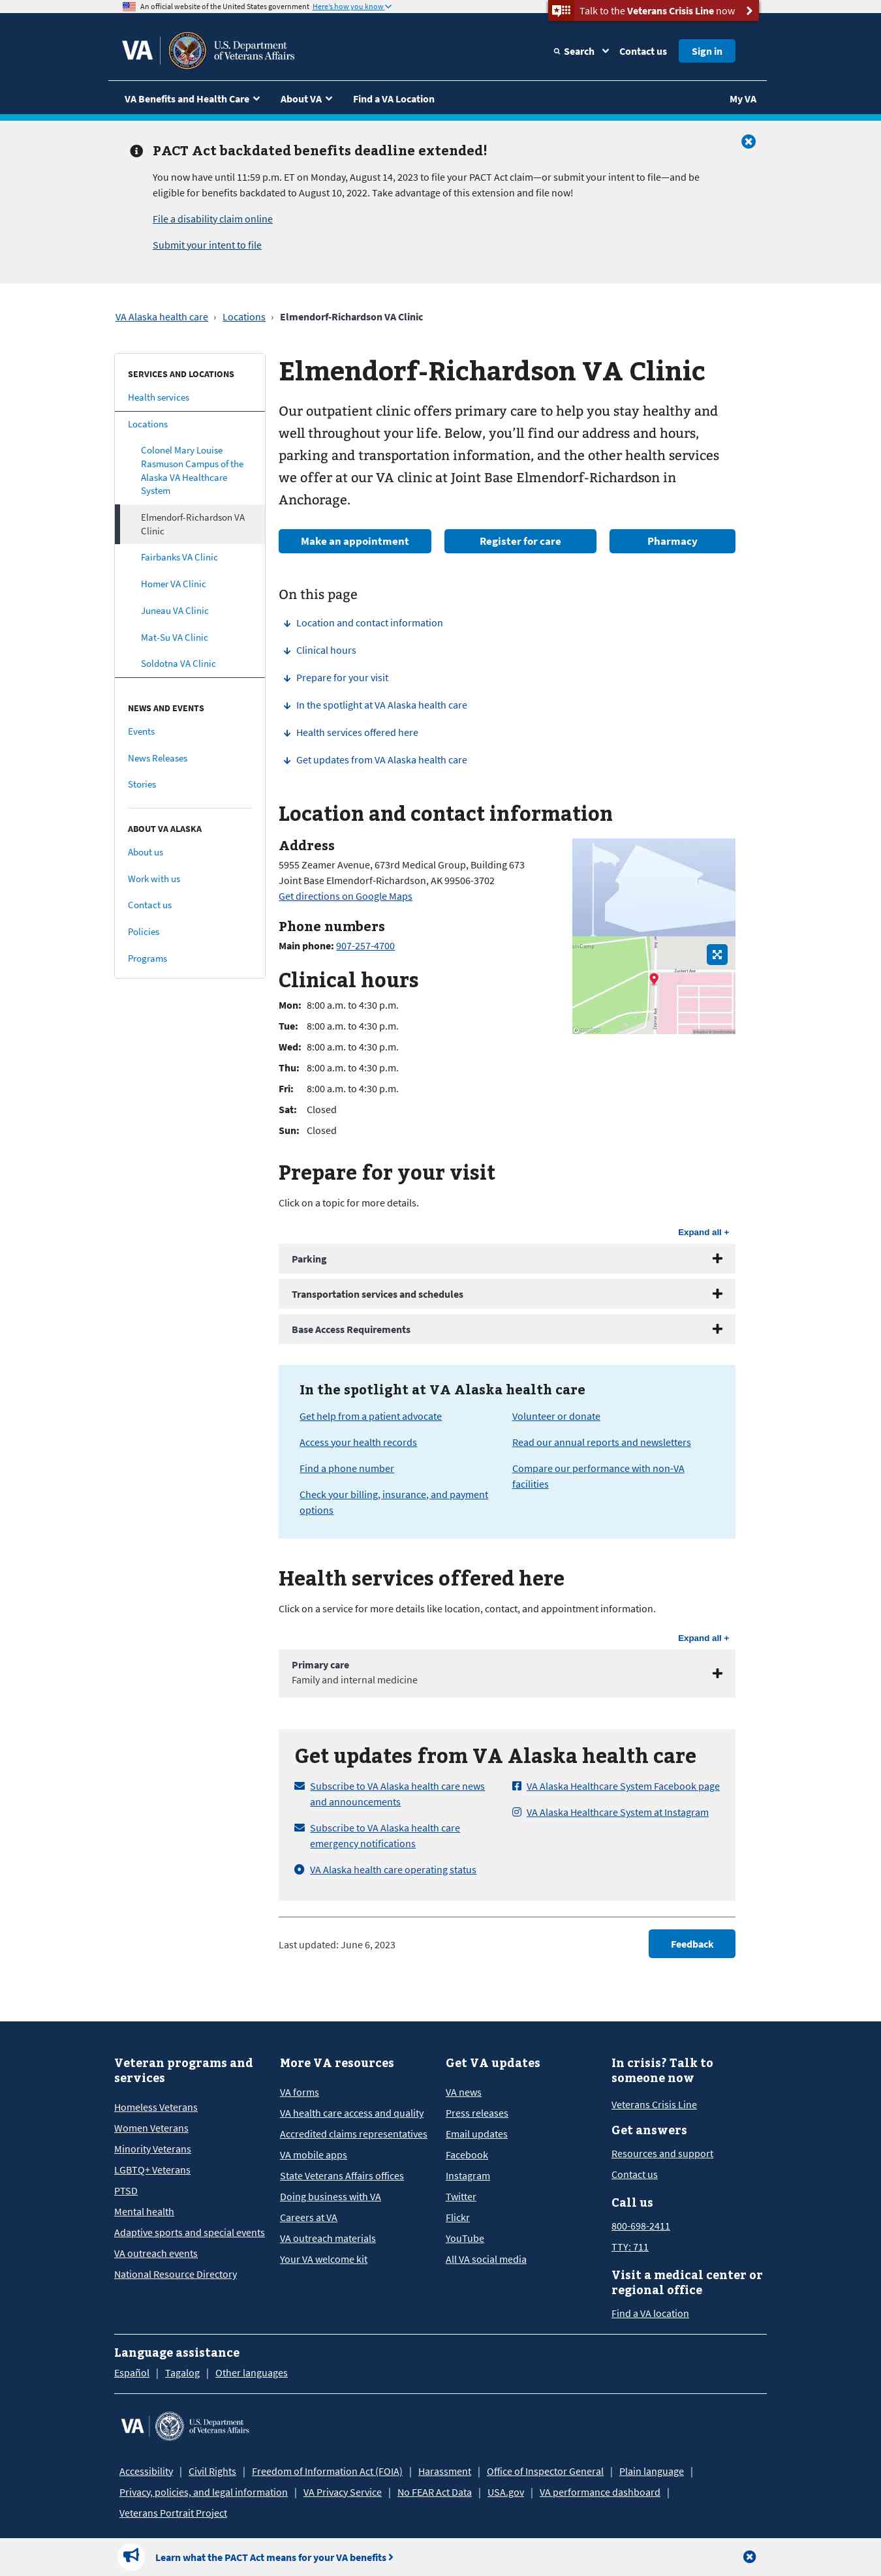 An official website of the United States government Here's how you know
Talk to the Veterans Crisis Line now
VA
U.S. Department
of Veterans Affairs
Search
Contact us
Sign in
VA Benefits and Health Care
About VA
Find a VA Location
My VA
PACT Act backdated benefits deadline extended!
You now have until 11:59 p.m. ET on Monday, August 14, 2023 to file your PACT Act claim—or submit your intent to file—and be
eligible for benefits backdated to August 10, 2022. Take advantage of this extension and file now!
File a disability claim online
Submit your intent to file
VA Alaska health care › Locations › Elmendorf-Richardson VA Clinic
SERVICES AND LOCATIONS
Health services
Locations
Colonel Mary Louise
Rasmuson Campus of the
Alaska VA Healthcare
System
Elmendorf-Richardson VA
Clinic
Fairbanks VA Clinic
Homer VA Clinic
Juneau VA Clinic
Mat-Su VA Clinic
Soldotna VA Clinic
NEWS AND EVENTS
Events
News Releases
Stories
ABOUT VA ALASKA
About us
Work with us
Contact us
Policies
Programs
Elmendorf-Richardson VA Clinic
Our outpatient clinic offers primary care to help you stay healthy and
well throughout your life. Below, you'll find our address and hours,
parking and transportation information, and the other health services
we offer at our VA clinic at Joint Base Elmendorf-Richardson in
Anchorage.
Make an appointment
Register for care
Pharmacy
On this page
Location and contact information
Clinical hours
Prepare for your visit
In the spotlight at VA Alaska health care
Health services offered here
Get updates from VA Alaska health care
Location and contact information
Address
5955 Zeamer Avenue, 673rd Medical Group, Building 673
Joint Base Elmendorf-Richardson, AK 99506-3702
Get directions on Google Maps
Phone numbers
Main phone: 907-257-4700
Zuckert Ave
Clinical hours
Mon: 8:00 a.m. to 4:30 p.m.
Tue: 8:00 a.m. to 4:30 p.m.
Wed: 8:00 a.m. to 4:30 p.m.
Thu: 8:00 a.m. to 4:30 p.m.
Fri: 8:00 a.m. to 4:30 p.m.
Sat: Closed
Sun: Closed
Prepare for your visit
Click on a topic for more details.
Expand all +
Parking
Transportation services and schedules
Base Access Requirements
In the spotlight at VA Alaska health care
Get help from a patient advocate
Access your health records
Find a phone number
Check your billing, insurance, and payment
options
Volunteer or donate
Read our annual reports and newsletters
Compare our performance with non-VA
facilities
Health services offered here
Click on a service for more details like location, contact, and appointment information.
Expand all +
Primary care
Family and internal medicine
Get updates from VA Alaska health care
Subscribe to VA Alaska health care news
and announcements
Subscribe to VA Alaska health care
emergency notifications
VA Alaska health care operating status
VA Alaska Healthcare System Facebook page
VA Alaska Healthcare System at Instagram
Last updated: June 6, 2023
Feedback
Veteran programs and
services
Homeless Veterans
Women Veterans
Minority Veterans
LGBTQ+ Veterans
PTSD
Mental health
Adaptive sports and special events
VA outreach events
National Resource Directory
More VA resources
VA forms
VA health care access and quality
Accredited claims representatives
VA mobile apps
State Veterans Affairs offices
Doing business with VA
Careers at VA
VA outreach materials
Your VA welcome kit
Get VA updates
VA news
Press releases
Email updates
Facebook
Instagram
Twitter
Flickr
YouTube
All VA social media
In crisis? Talk to
someone now
Veterans Crisis Line
Get answers
Resources and support
Contact us
Call us
800-698-2411
TTY: 711
Visit a medical center or
regional office
Find a VA location
Language assistance
Español | Tagalog | Other languages
VA
U.S. Department
of Veterans Affairs
Accessibility | Civil Rights | Freedom of Information Act (FOIA) | Harassment | Office of Inspector General | Plain language |
Privacy, policies, and legal information | VA Privacy Service | No FEAR Act Data | USA.gov | VA performance dashboard |
Veterans Portrait Project
Learn what the PACT Act means for your VA benefits